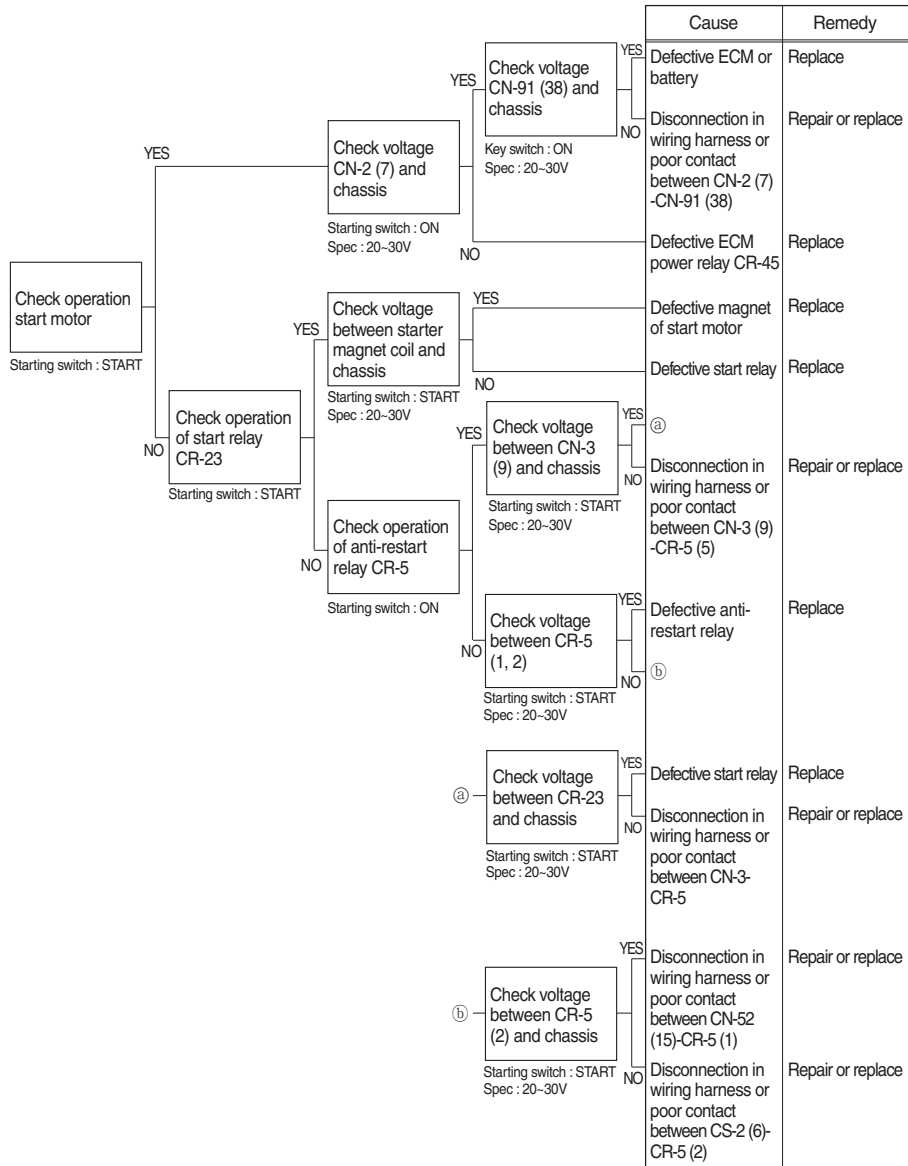 Cause
Remedy
Check voltage
CN-91 (38) and
chassis
Key switch : ON
Spec : 20~30V
YES
Defective ECM or
battery
Replace
NO
Disconnection in
wiring harness or
poor contact
between CN-2 (7)
-CN-91 (38)
Repair or replace
YES
Check voltage
CN-2 (7) and
chassis
Starting switch : ON
Spec : 20~30V
YES
NO
Defective ECM
power relay CR-45
Replace
Check operation
start motor
Starting switch : START
YES
Check voltage
between starter
magnet coil and
chassis
Starting switch : START
Spec : 20~30V
YES
Defective magnet
of start motor
Replace
NO
Defective start relay
Replace
NO
Check operation
of start relay
CR-23
Starting switch : START
YES
Check voltage
between CN-3
(9) and chassis
Starting switch : START
Spec : 20~30V
YES
ⓐ
NO
Disconnection in
wiring harness or
poor contact
between CN-3 (9)
-CR-5 (5)
Repair or replace
NO
Check operation
of anti-restart
relay CR-5
Starting switch : ON
NO
Check voltage
between CR-5
(1, 2)
Starting switch : START
Spec : 20~30V
YES
Defective anti-
restart relay
Replace
NO
ⓑ
ⓐ
Check voltage
between CR-23
and chassis
Starting switch : START
Spec : 20~30V
YES
Defective start relay
Replace
NO
Disconnection in
wiring harness or
poor contact
between CN-3-
CR-5
Repair or replace
ⓑ
Check voltage
between CR-5
(2) and chassis
Starting switch : START
Spec : 20~30V
YES
Disconnection in
wiring harness or
poor contact
between CN-52
(15)-CR-5 (1)
Repair or replace
NO
Disconnection in
wiring harness or
poor contact
between CS-2 (6)-
CR-5 (2)
Repair or replace